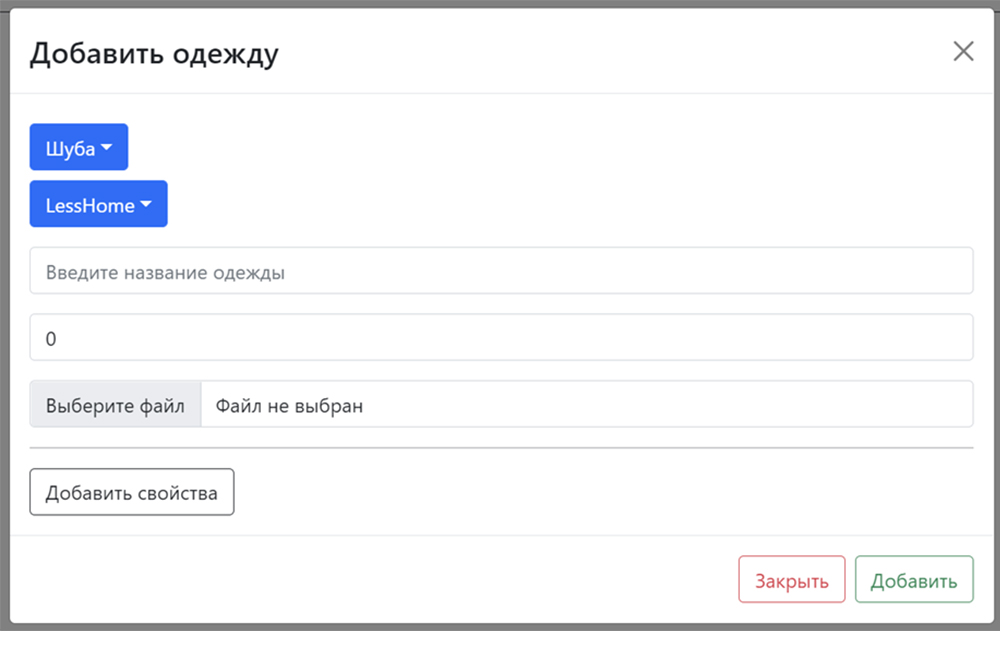 Добавить одежду
Шуба
LessHome
Введите название одежды
0
Выберите файл Файл не выбран
Добавить свойства
Закрыть Добавить